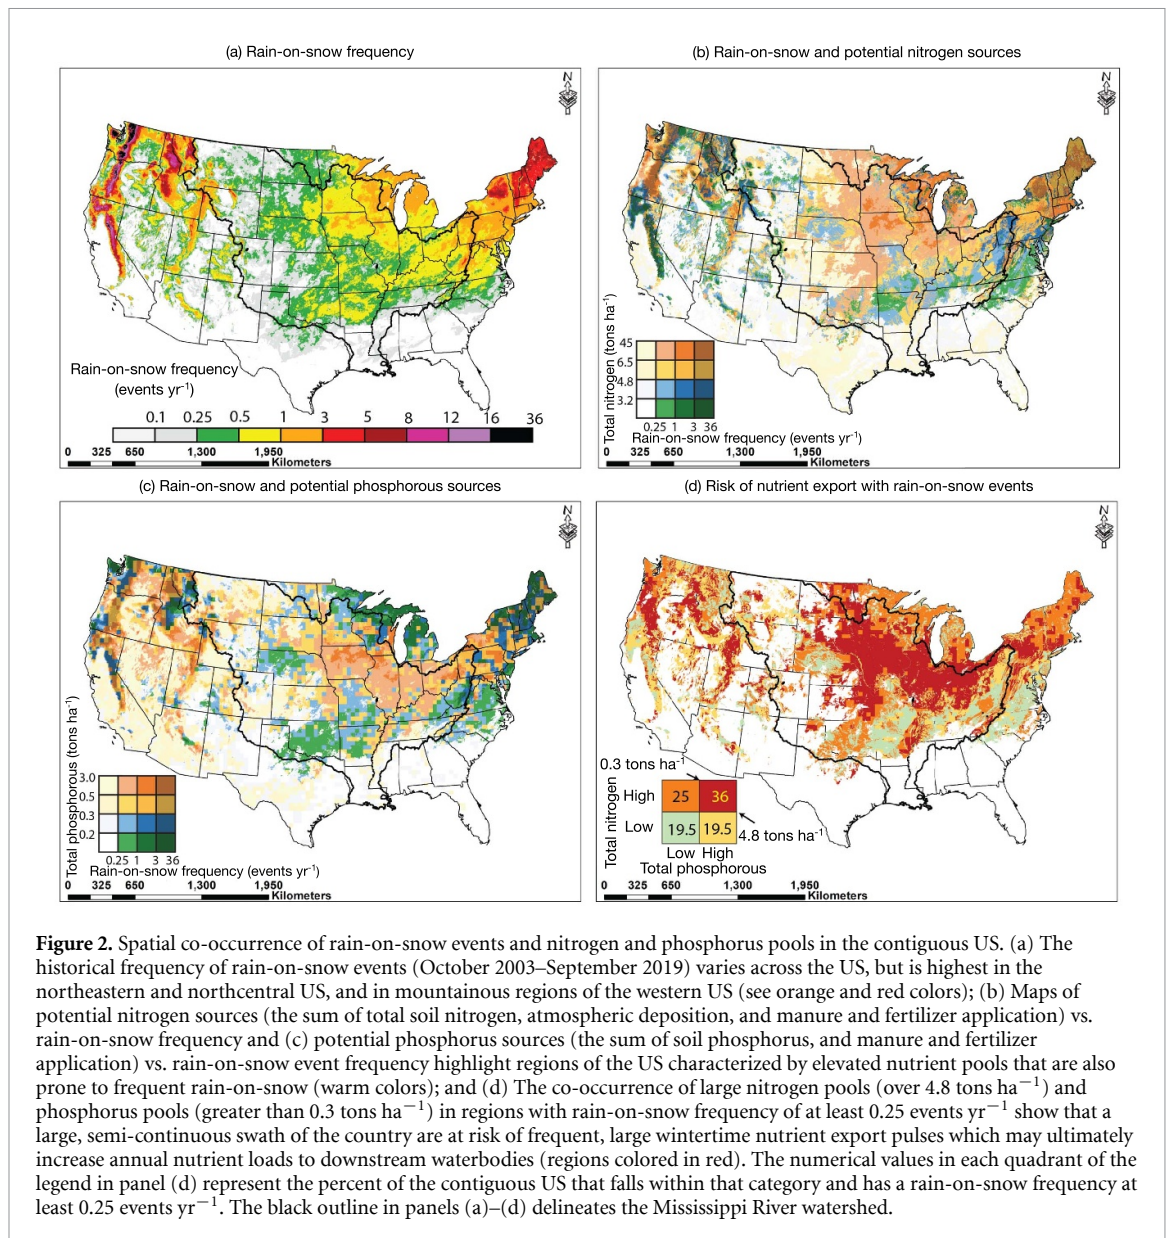 (a) Rain-on-snow frequency
N
Rain-on-snow frequency
(events yr-1)
0.1 0.25 0.5 1 3 5 8 12 16 36
0 325 650 1,300 1,950
Kilometers
(b) Rain-on-snow and potential nitrogen sources
N
Total nitrogen (tons ha-1)
45
6.5
4.8
3.2
0.25 1 3 36
Rain-on-snow frequency (events yr-1)
0 325 650 1,300 1,950
Kilometers
(c) Rain-on-snow and potential phosphorous sources
N
Total phosphorous (tons ha-1)
3.0
0.5
0.3
0.2
0.25 1 3 36
Rain-on-snow frequency (events yr-1)
0 325 650 1,300 1,950
Kilometers
(d) Risk of nutrient export with rain-on-snow events
N
0.3 tons ha-1
Total nitrogen
High 25 36
Low 19.5 19.5 4.8 tons ha-1
Low High
Total phosphorous
0 325 650 1,300 1,950
Kilometers
Figure 2. Spatial co-occurrence of rain-on-snow events and nitrogen and phosphorus pools in the contiguous US. (a) The
historical frequency of rain-on-snow events (October 2003–September 2019) varies across the US, but is highest in the
northeastern and northcentral US, and in mountainous regions of the western US (see orange and red colors); (b) Maps of
potential nitrogen sources (the sum of total soil nitrogen, atmospheric deposition, and manure and fertilizer application) vs.
rain-on-snow frequency and (c) potential phosphorus sources (the sum of soil phosphorus, and manure and fertilizer
application) vs. rain-on-snow event frequency highlight regions of the US characterized by elevated nutrient pools that are also
prone to frequent rain-on-snow (warm colors); and (d) The co-occurrence of large nitrogen pools (over 4.8 tons ha−1) and
phosphorus pools (greater than 0.3 tons ha−1) in regions with rain-on-snow frequency of at least 0.25 events yr−1 show that a
large, semi-continuous swath of the country are at risk of frequent, large wintertime nutrient export pulses which may ultimately
increase annual nutrient loads to downstream waterbodies (regions colored in red). The numerical values in each quadrant of the
legend in panel (d) represent the percent of the contiguous US that falls within that category and has a rain-on-snow frequency at
least 0.25 events yr−1. The black outline in panels (a)–(d) delineates the Mississippi River watershed.